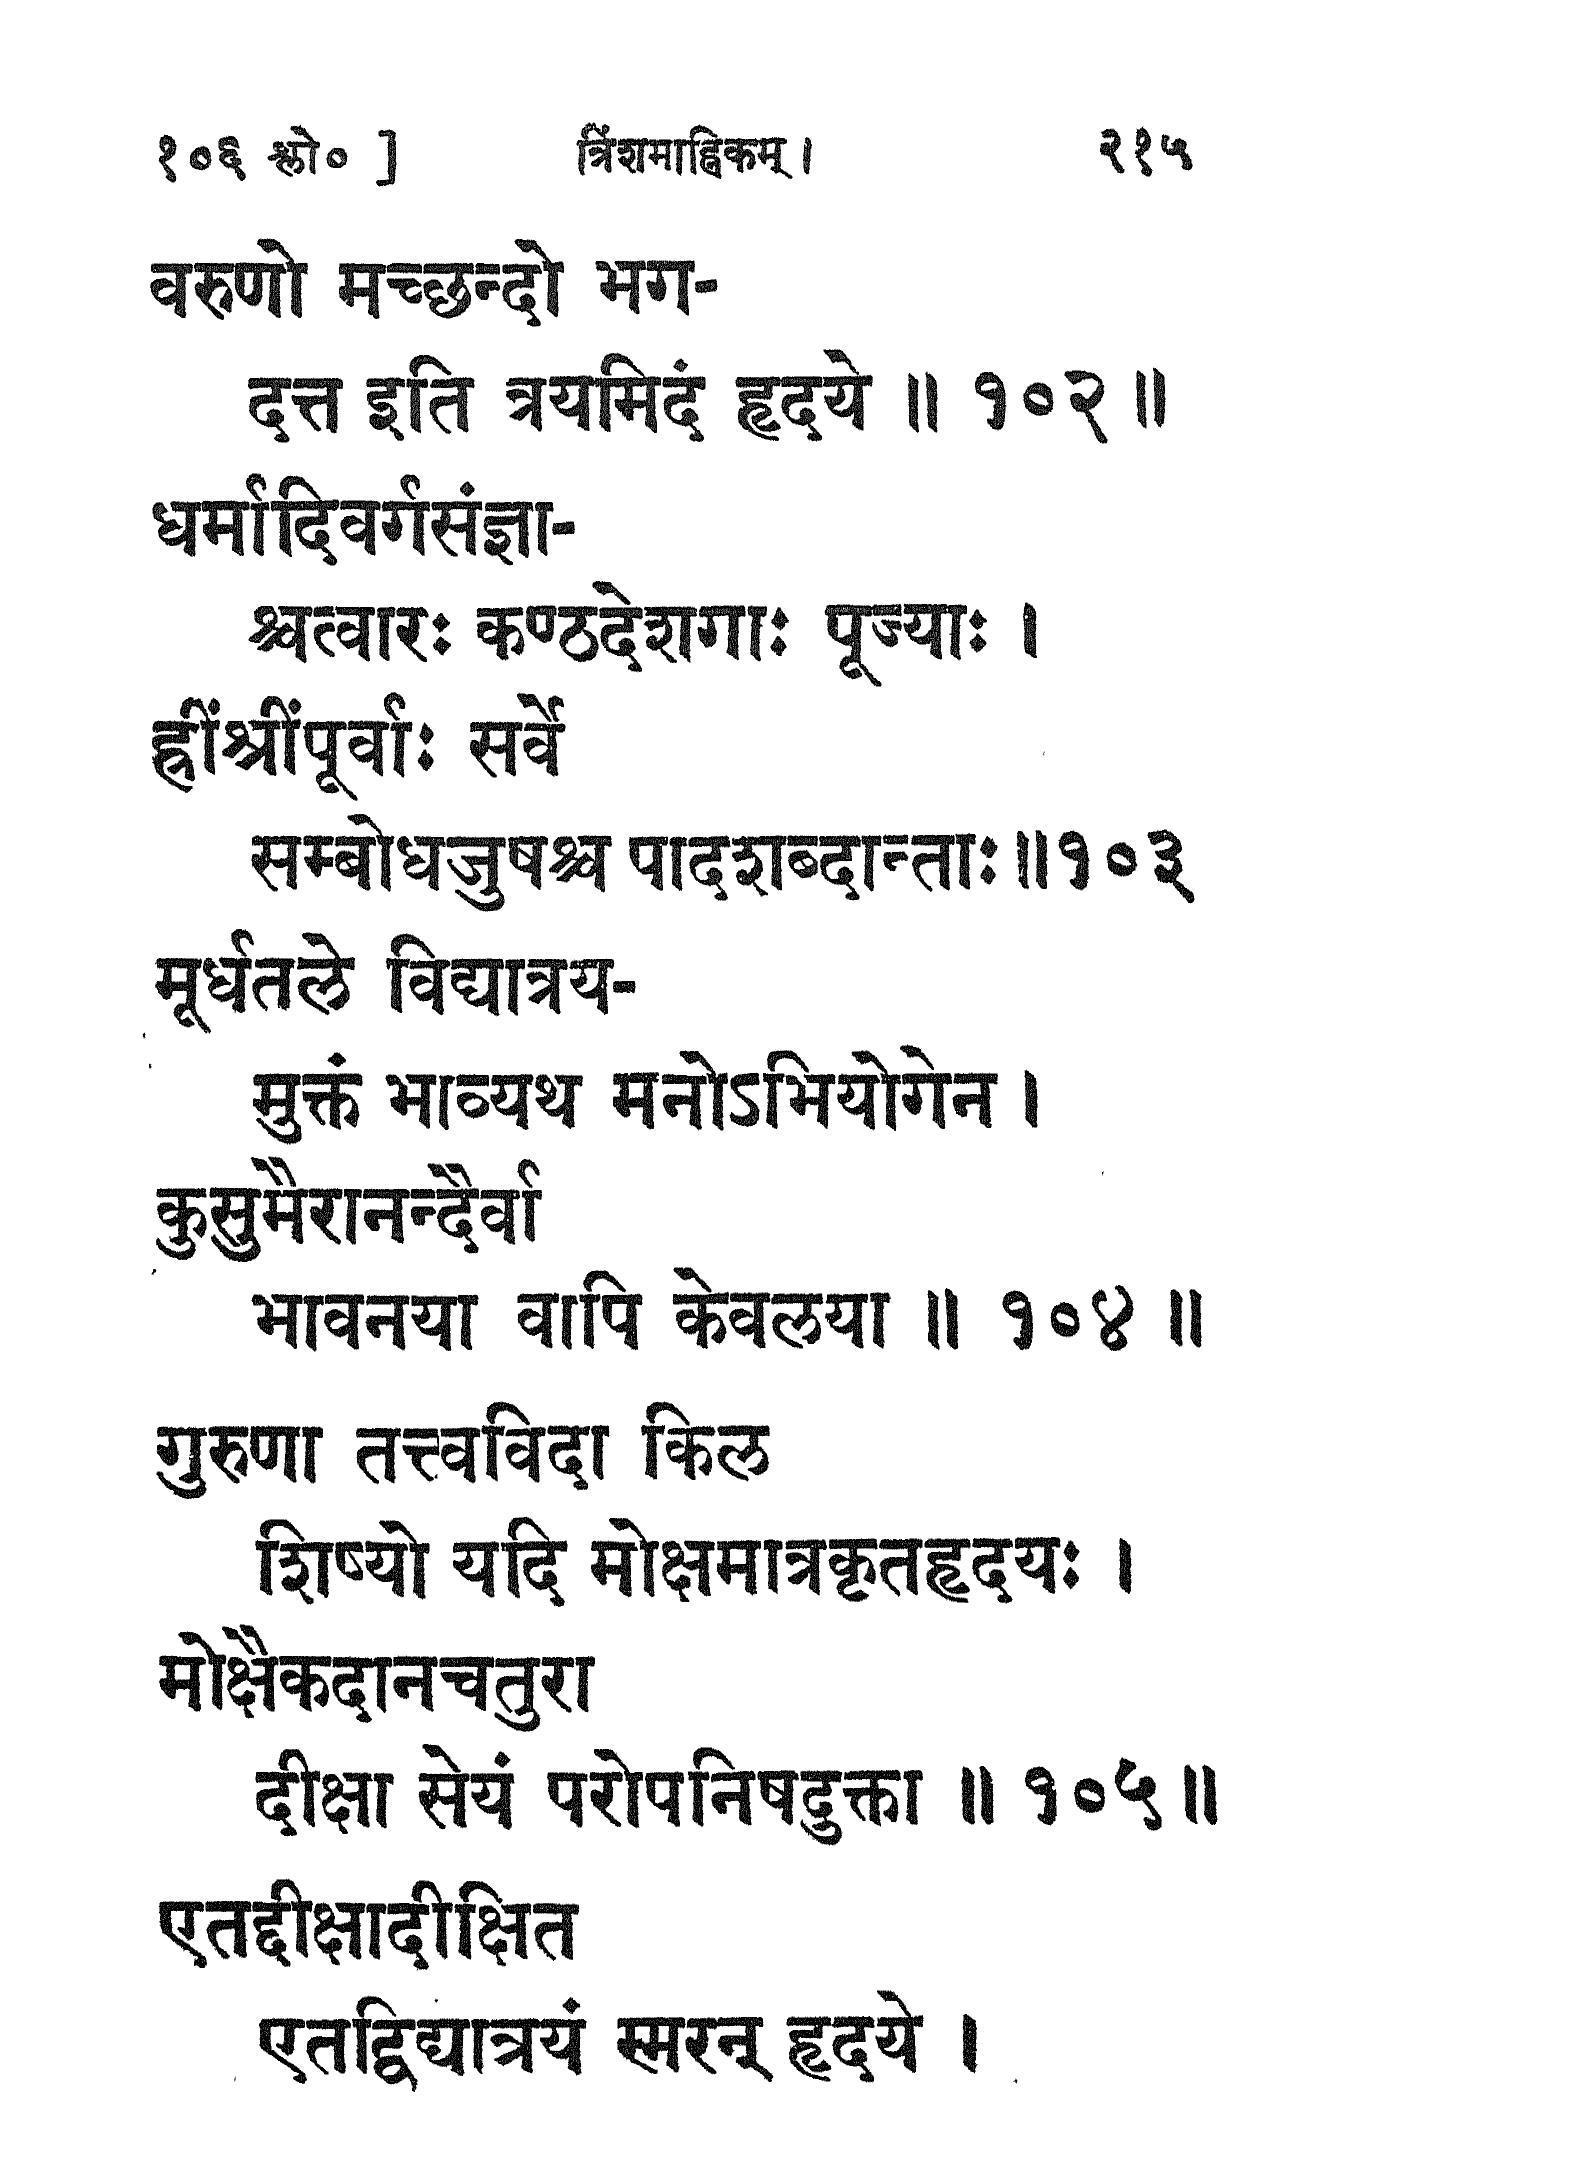 १०६ श्लो० ] त्रिंशमाह्निकम् । २१५
वरुणो मच्छन्दो भग-
दत्त इति त्रयमिदं हृदये ॥ १०२ ॥
धर्मादिवर्गसंज्ञा-
श्चत्वारः कण्ठदेशगाः पूज्याः ।
ह्रींश्रींपूर्वाः सर्वे
सम्बोधजुषश्च पादशब्दान्ताः॥१०३
मूर्धतले विद्यात्रय-
मुक्तं भाव्यथ मनोऽभियोगेन ।
कुसुमैरानन्दैर्वा
भावनया वापि केवलया ॥ १०४ ॥
गुरुणा तत्त्वविदा किल
शिष्यो यदि मोक्षमात्रकृतहृदयः ।
मोक्षैकदानचतुरा
दीक्षा सेयं परोपनिषदुक्ता ॥ १०५ ॥
एतद्दीक्षादीक्षित
एतद्विद्यात्रयं स्मरन् हृदये ।